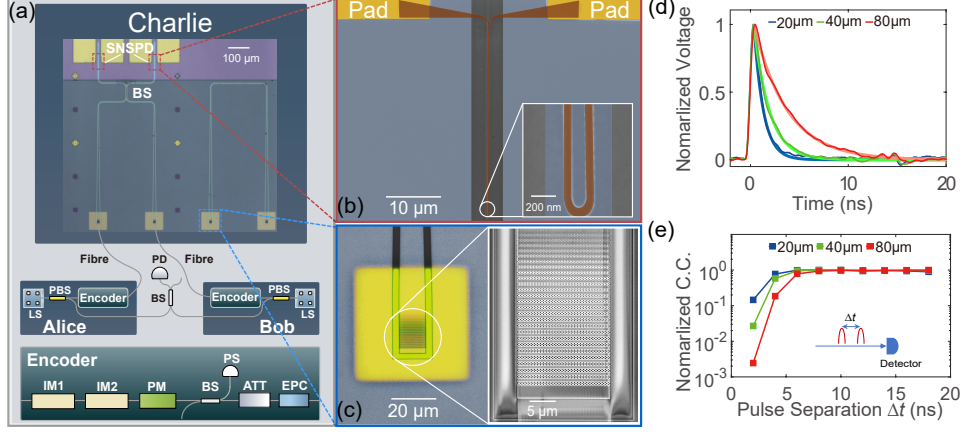 (a)
Charlie
SNSPD
100 µm
BS
Fibre
PD
Fibre
BS
PBS
Encoder
LS
Alice
Encoder
PBS
LS
Bob
Encoder
PS
IM1 IM2 PM BS ATT EPC
Pad Pad
(b)
10 µm
200 nm
(c)
20 µm
5 µm
(d)
20µm 40µm 80µm
Nomarlized Voltage
1
0.5
0
0 10 20
Time (ns)
(e)
20µm 40µm 80µm
Nomarlized C.C.
10⁰
10⁻¹
10⁻²
10⁻³
Δt
Detector
0 5 10 15 20
Pulse Separation Δt (ns)